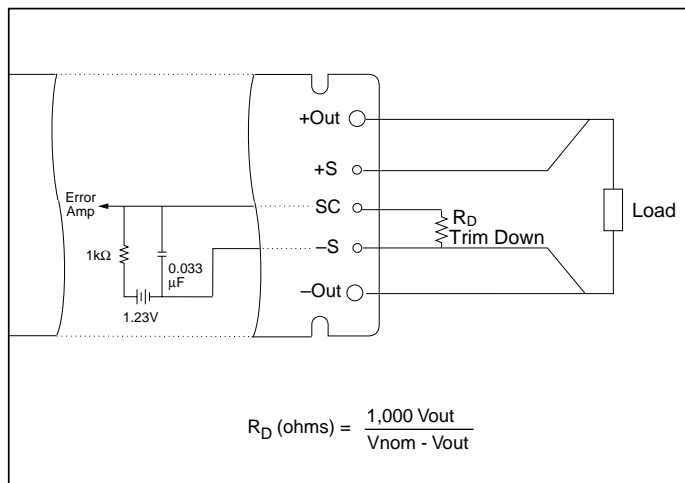 +Out
+S
Error
Amp
SC
RD
Load
Trim Down
1kΩ
–S
0.033
µF
–Out
1.23V
RD (ohms) = 1,000 Vout
Vnom - Vout